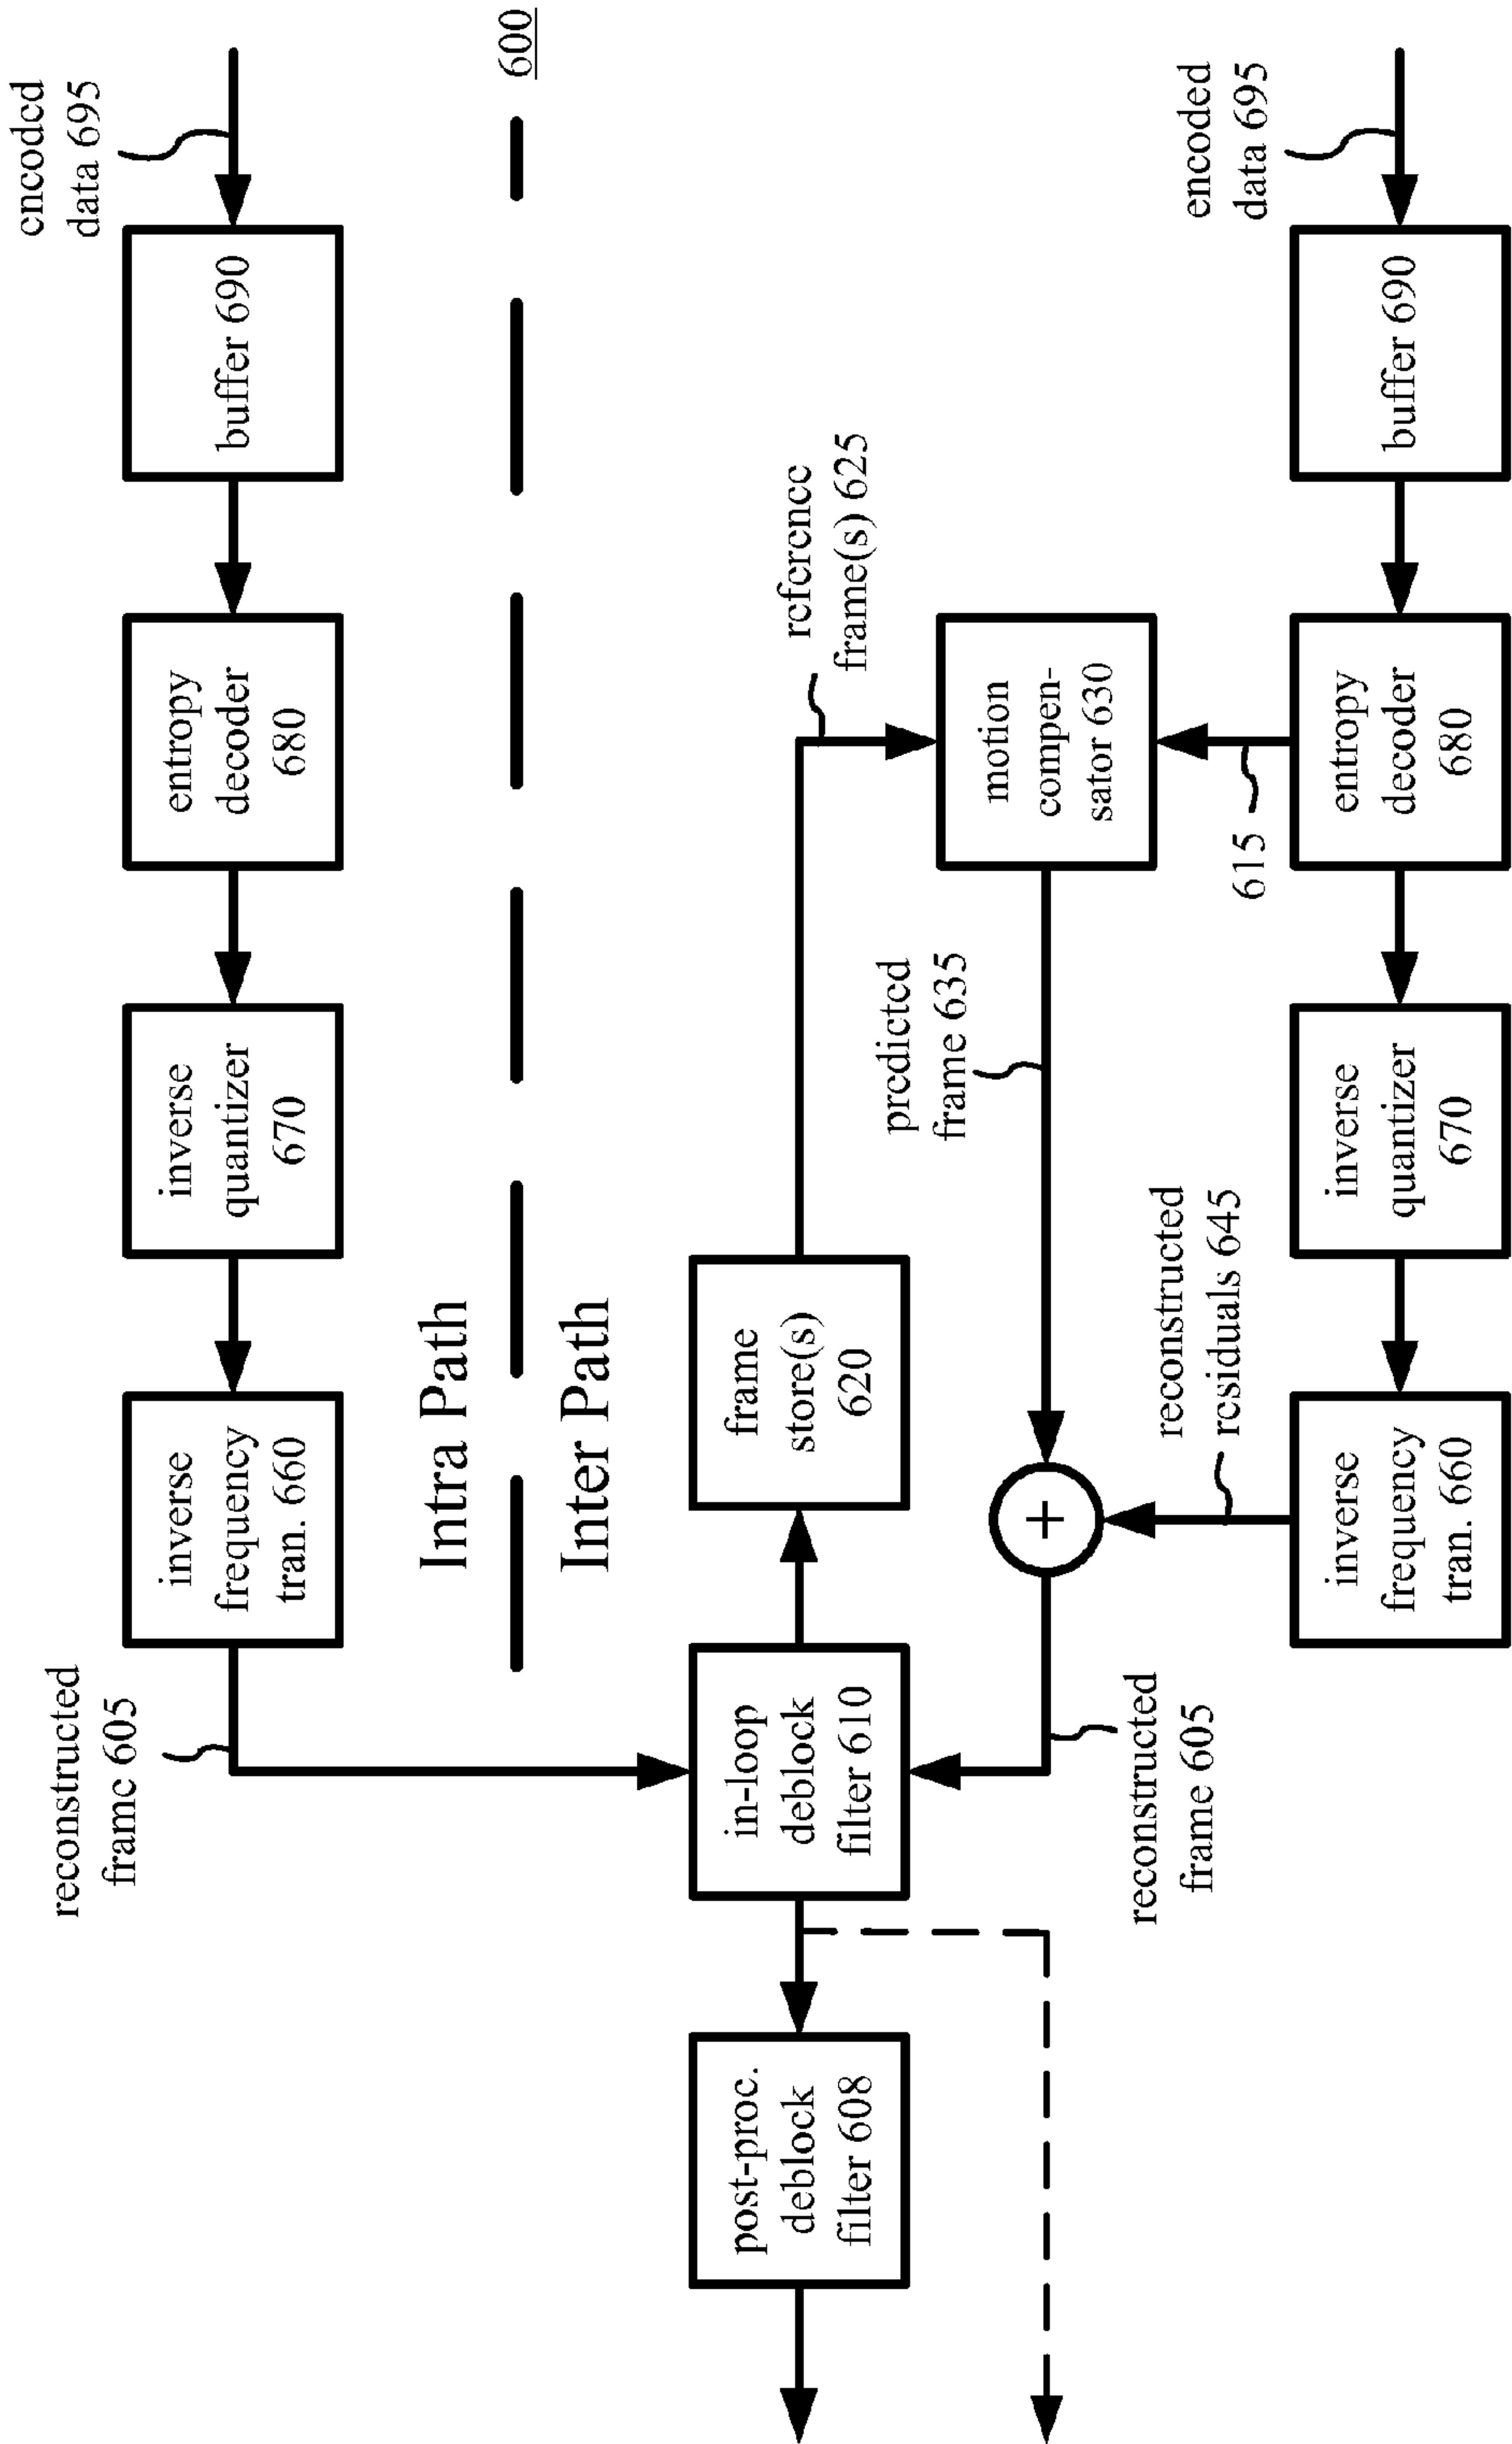 encoded
data 695
buffer 690
entropy
decoder
680
inverse
quantizer
670
inverse
frequency
tran. 660
reconstructed
frame 605
600
Intra Path
Inter Path
reference
frame(s) 625
frame
store(s)
620
in-loop
deblock
filter 610
post-proc.
deblock
filter 608
motion
compen-
sator 630
predicted
frame 635
+
reconstructed
frame 605
615
reconstructed
residuals 645
encoded
data 695
buffer 690
entropy
decoder
680
inverse
quantizer
670
inverse
frequency
tran. 660